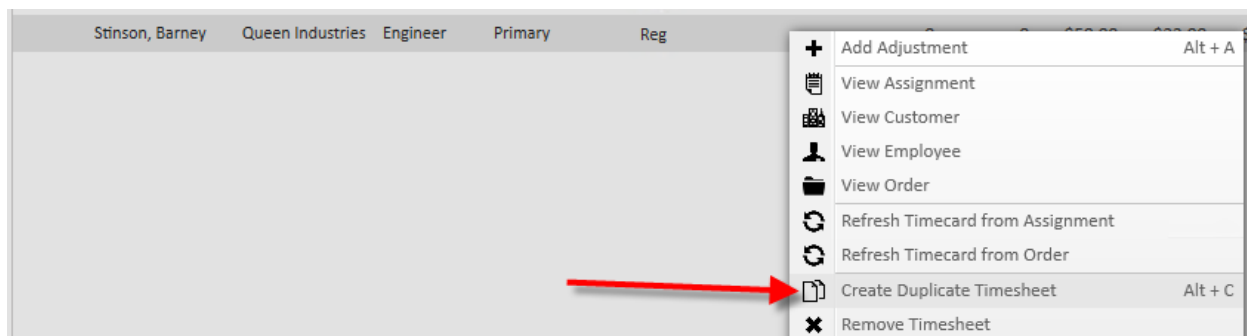 Stinson, Barney Queen Industries Engineer Primary Reg
Add Adjustment Alt + A
View Assignment
View Customer
View Employee
View Order
Refresh Timecard from Assignment
Refresh Timecard from Order
Create Duplicate Timesheet Alt + C
Remove Timesheet